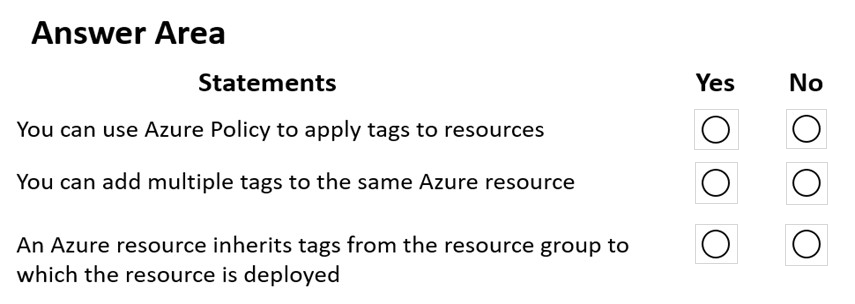 Answer Area
Statements Yes No
You can use Azure Policy to apply tags to resources
You can add multiple tags to the same Azure resource
An Azure resource inherits tags from the resource group to
which the resource is deployed